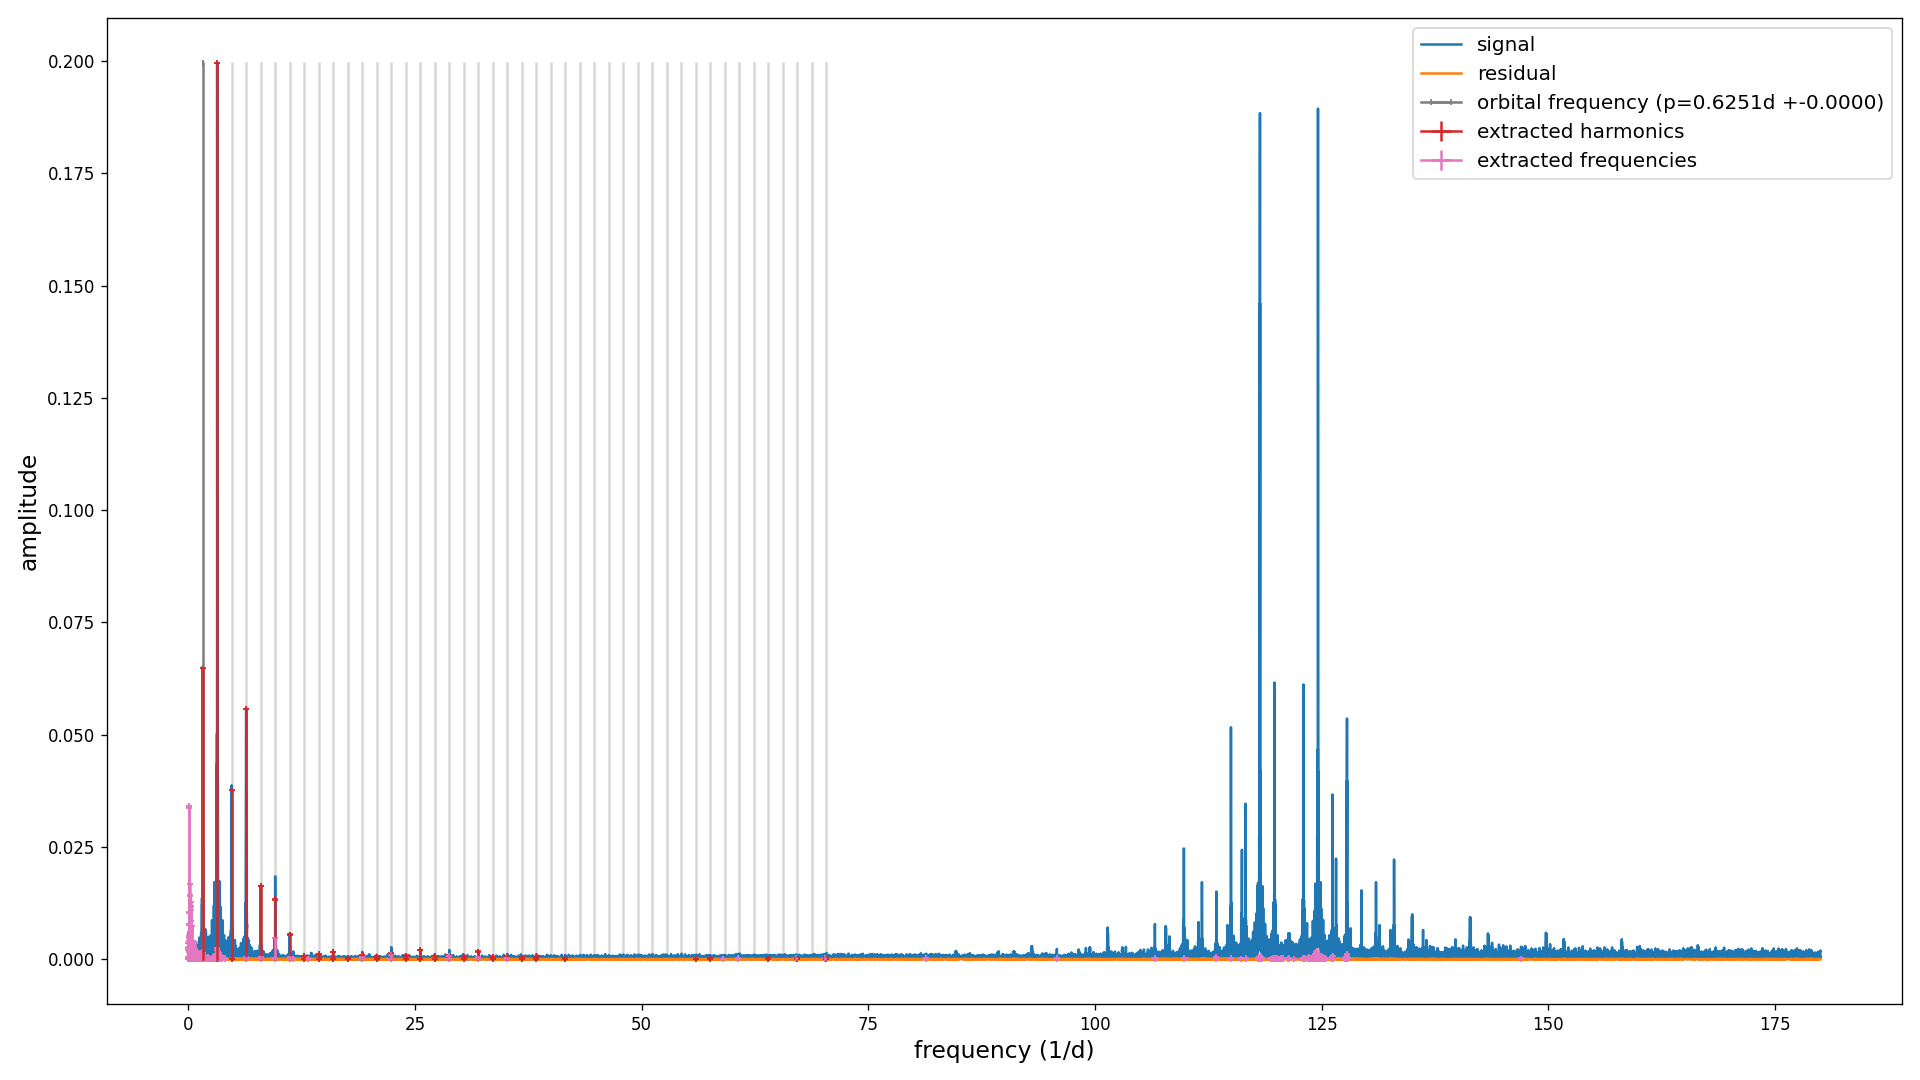 signal
residual
orbital frequency (p=0.6251d +-0.0000)
extracted harmonics
extracted frequencies
0.200
0.175
0.150
0.125
0.100
0.075
0.050
0.025
0.000
amplitude
0 25 50 75 100 125 150 175
frequency (1/d)